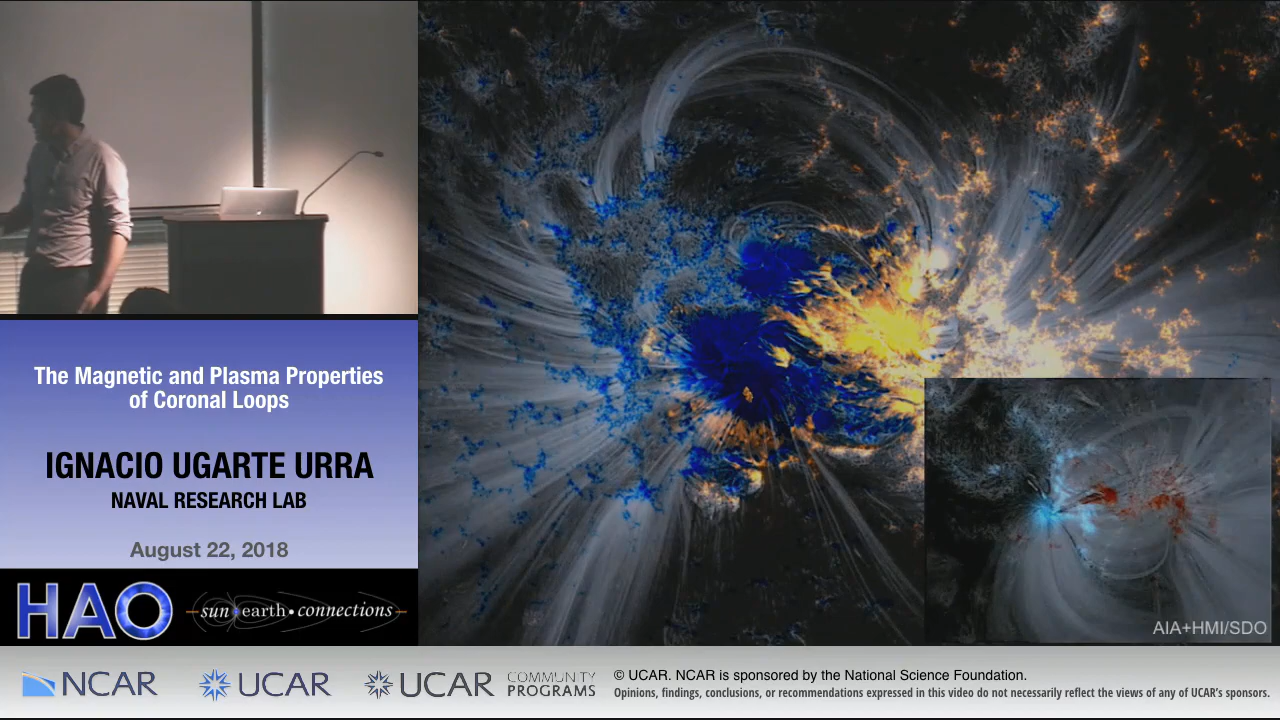 The Magnetic and Plasma Properties
of Coronal Loops
IGNACIO UGARTE URRA
NAVAL RESEARCH LAB
August 22, 2018
HAO
sun earth • connections
AIA+HMI/SDO
NCAR
UCAR
UCAR
COMMUNITY
PROGRAMS
© UCAR. NCAR is sponsored by the National Science Foundation.
Opinions, findings, conclusions, or recommendations expressed in this video do not necessarily reflect the views of any of UCAR's sponsors.